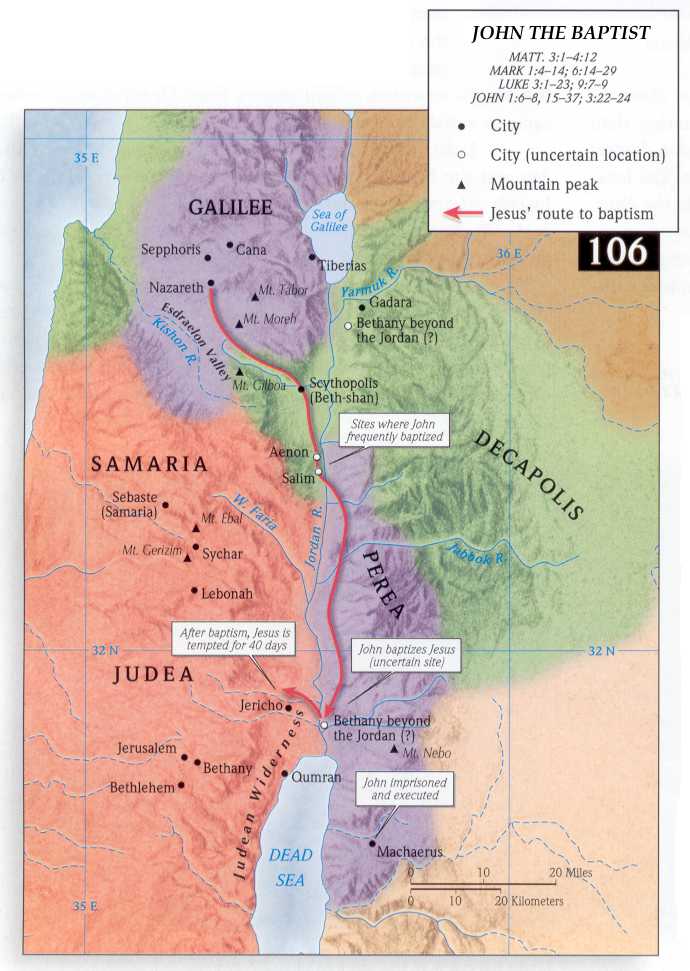 JOHN THE BAPTIST
MATT. 3:1–4:12
MARK 1:4–14; 6:14–29
LUKE 3:1–23; 9:7–9
JOHN 1:6–8, 15–37; 3:22–24
City
City (uncertain location)
Mountain peak
Jesus' route to baptism
106
35 E
36 E
GALILEE
Sea of
Galilee
Sepphoris
Cana
Tiberias
Nazareth
Mt. Tabor
Yarmuk R.
Gadara
Mt. Moreh
Bethany beyond
the Jordan (?)
Esdraelon Valley
Kishon R.
Mt. Gilboa
Scythopolis
(Beth-shan)
Sites where John
frequently baptized
Aenon
Salim
DECAPOLIS
SAMARIA
Sebaste
(Samaria)
W. Faria
Mt. Ebal
Mt. Gerizim
Sychar
Jordan R.
Jabbok R.
PEREA
Lebonah
After baptism, Jesus is
tempted for 40 days
32 N
John baptizes Jesus
(uncertain site)
32 N
JUDEA
Jericho
Bethany beyond
the Jordan (?)
Mt. Nebo
Jerusalem
Bethany
Bethlehem
Judean Wilderness
Qumran
John imprisoned
and executed
Machaerus
DEAD
SEA
0 10 20 Miles
0 10 20 Kilometers
35 E